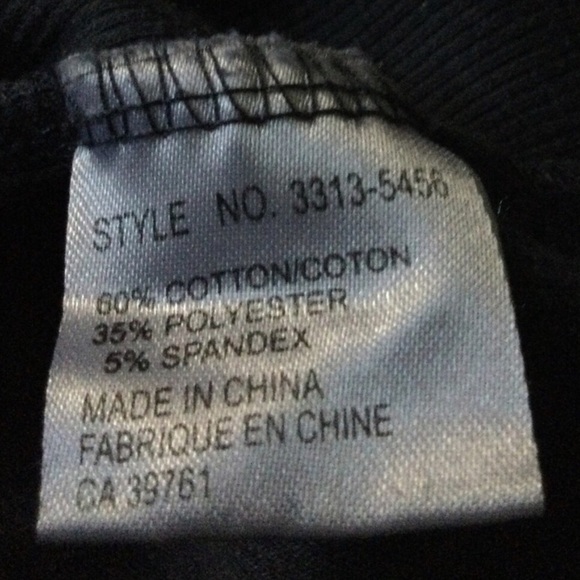 STYLE NO. 3313-5456
60% COTTON/COTON
35% POLYESTER
5% SPANDEX
MADE IN CHINA
FABRIQUE EN CHINE
CA 39761